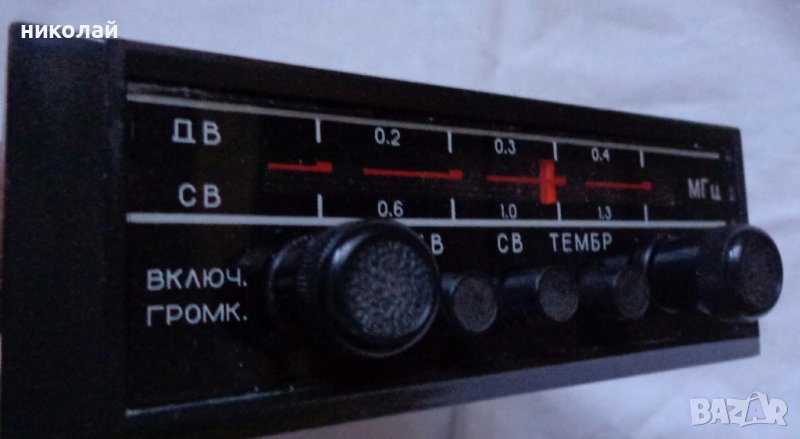 николай
ДВ 0.2 0.3 0.4
МГц
СВ 0.6 1.0 1.3
В СВ ТЕМБР
ВКЛЮЧ.
ГРОМК.
BAZAR